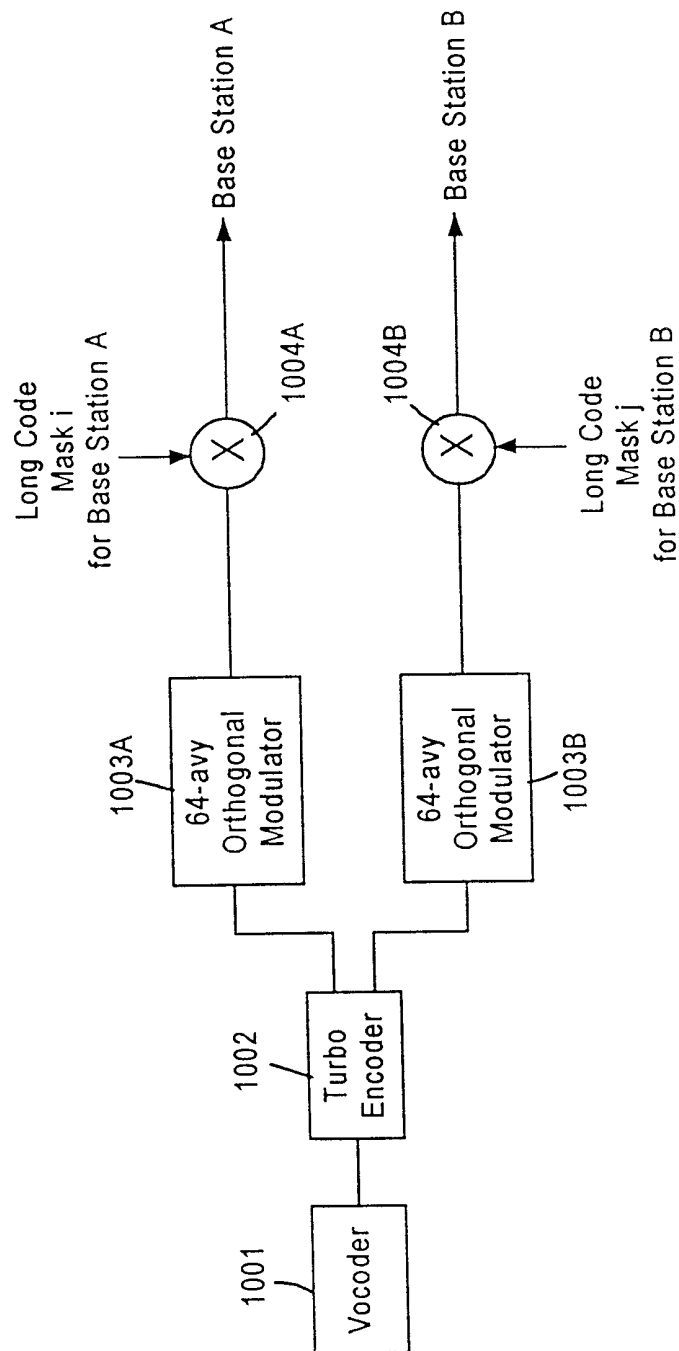 1001
Vocoder
1002
Turbo
Encoder
1003A
64-avy
Orthogonal
Modulator
Long Code
Mask i
for Base Station A
X
1004A
Base Station A
64-avy
Orthogonal
Modulator
1003B
1004B
X
Long Code
Mask j
for Base Station B
Base Station B